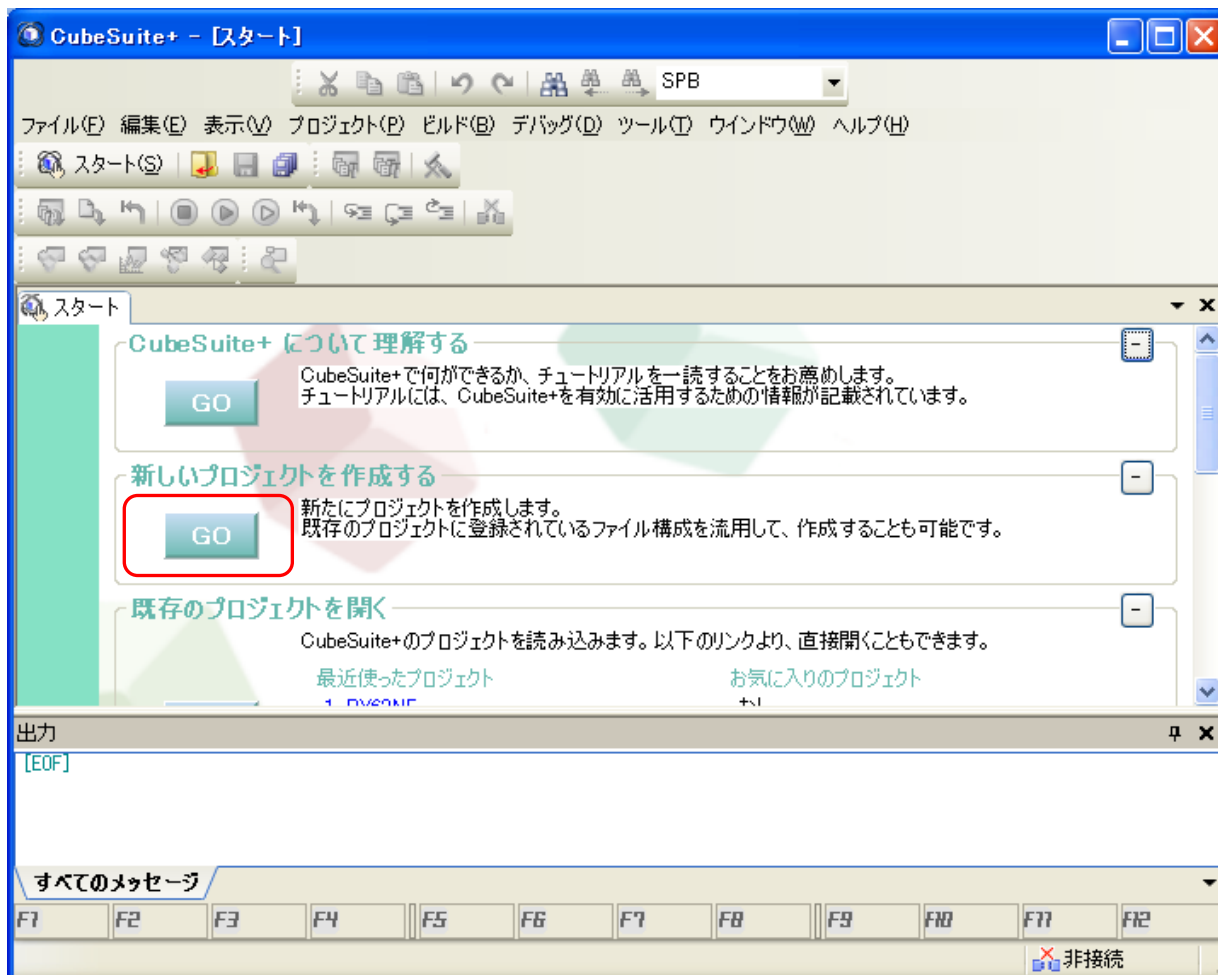 CubeSuite+ - [スタート]
SPB
ファイル(F) 編集(E) 表示(V) プロジェクト(P) ビルド(B) デバッグ(D) ツール(T) ウインドウ(W) ヘルプ(H)
スタート(S)
スタート
CubeSuite+ について理解する
GO
CubeSuite+で何ができるか、チュートリアルを一読することをお薦めします。
チュートリアルには、CubeSuite+を有効に活用するための情報が記載されています。
新しいプロジェクトを作成する
GO
新たにプロジェクトを作成します。
既存のプロジェクトに登録されているファイル構成を流用して、作成することも可能です。
既存のプロジェクトを開く
CubeSuite+のプロジェクトを読み込みます。以下のリンクより、直接開くこともできます。
最近使ったプロジェクト お気に入りのプロジェクト
出力
[EOF]
すべてのメッセージ
F1 F2 F3 F4 F5 F6 F7 F8 F9 F10 F11 F12
非接続